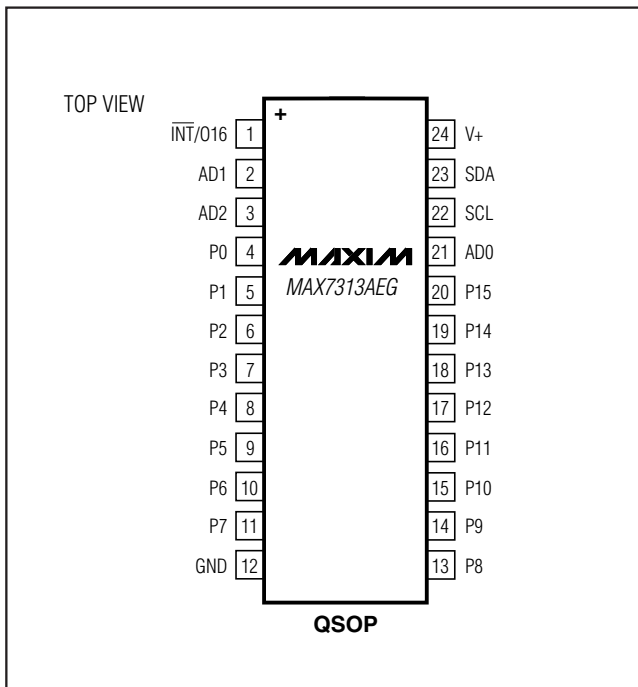 TOP VIEW
+
I̅N̅T̅/O16 1 24 V+
AD1 2 23 SDA
AD2 3 22 SCL
P0 4 MAXIM 21 AD0
P1 5 MAX7313AEG 20 P15
P2 6 19 P14
P3 7 18 P13
P4 8 17 P12
P5 9 16 P11
P6 10 15 P10
P7 11 14 P9
GND 12 13 P8
QSOP